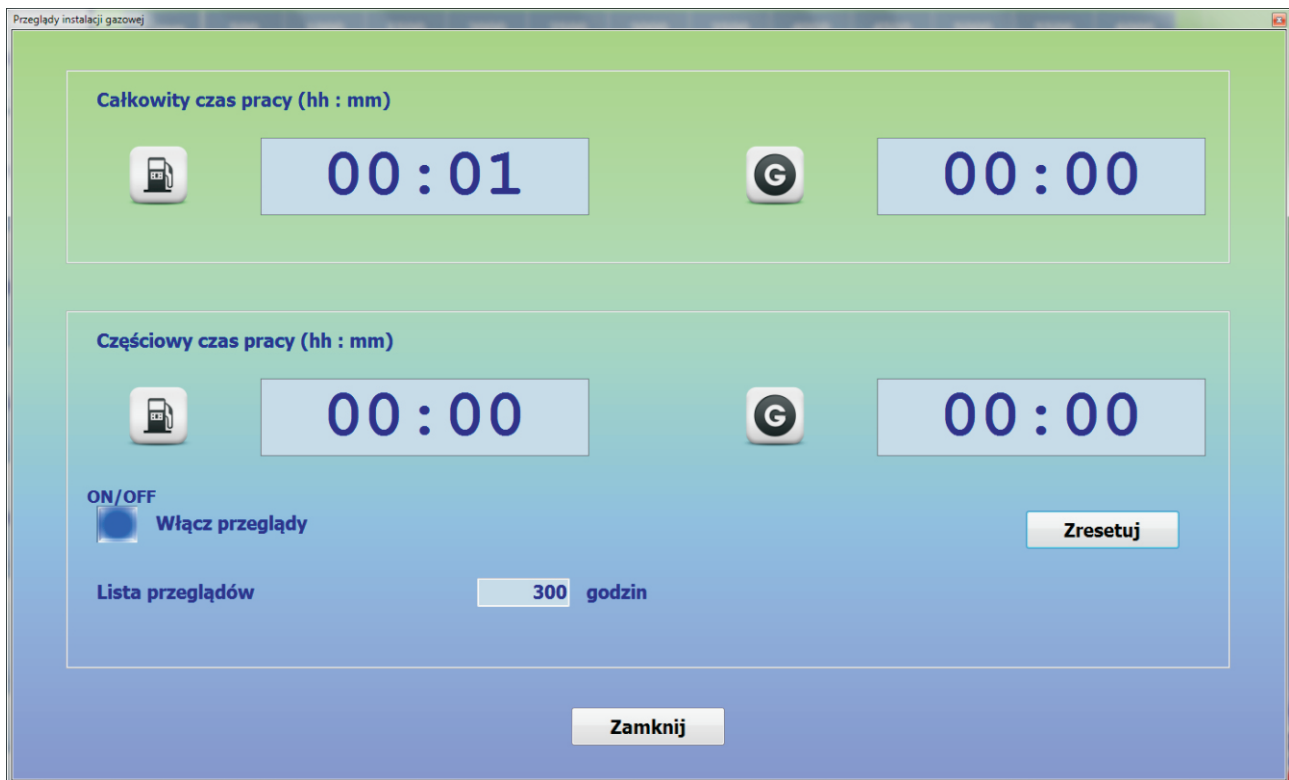 Przeglądy instalacji gazowej
Całkowity czas pracy (hh : mm)
00:01
G
00:00
Częściowy czas pracy (hh : mm)
00:00
G
00:00
ON/OFF
Włącz przeglądy
Zresetuj
Lista przeglądów 300 godzin
Zamknij